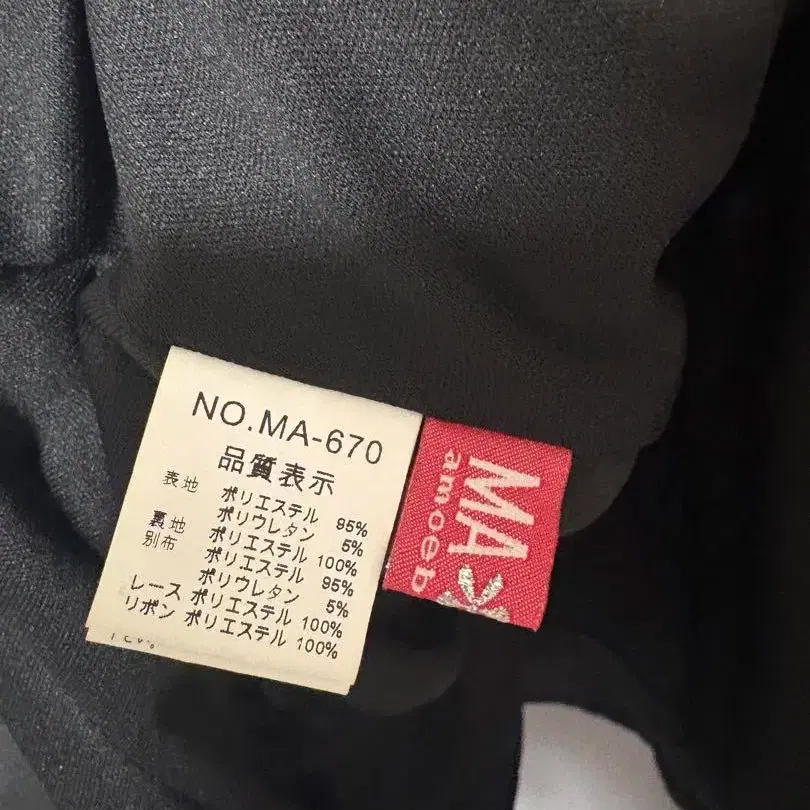 NO.MA-670
品質表示
表地 ポリエステル 95%
ポリウレタン 5%
裏地 ポリエステル 100%
別布 ポリエステル 95%
ポリウレタン 5%
レース ポリエステル 100%
リボン ポリエステル 100%
MA
amoeb